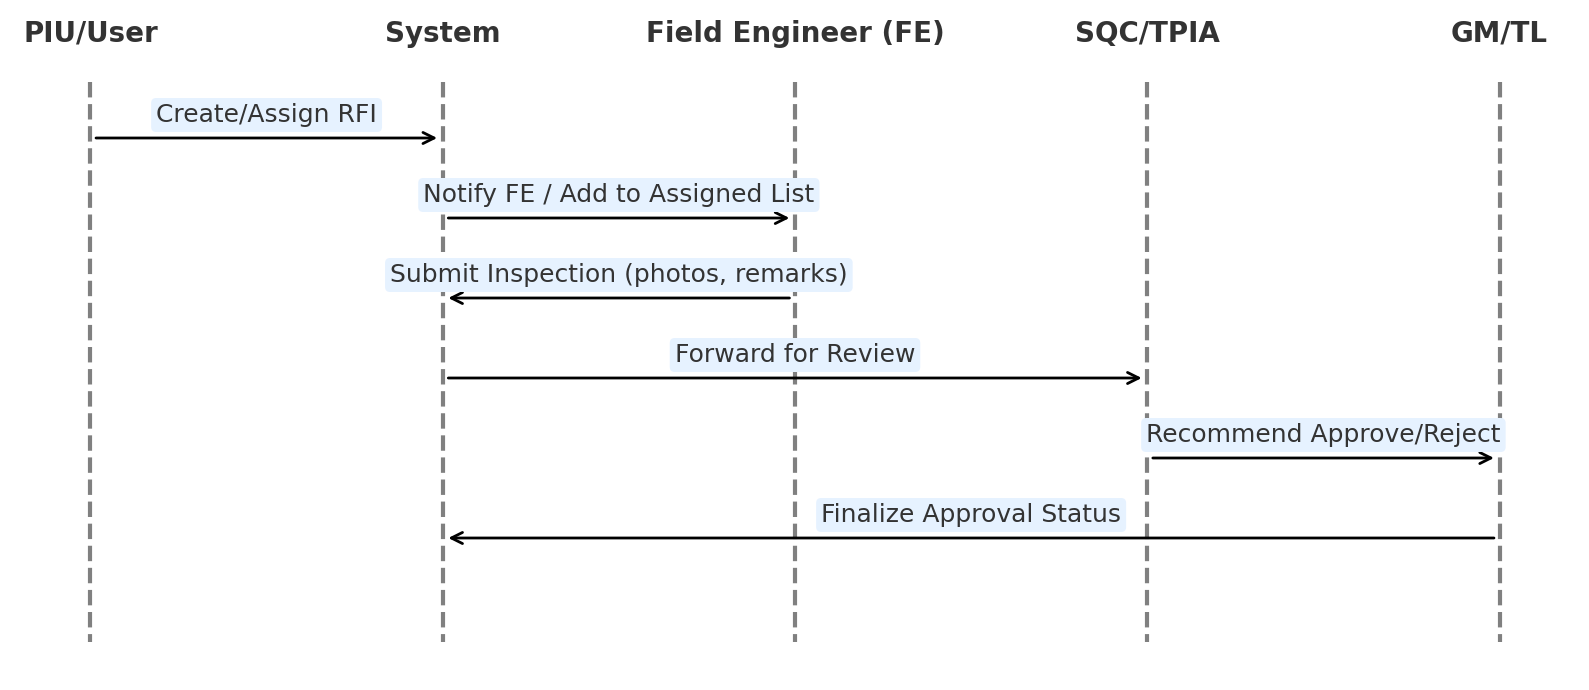 PIU/User
System
Field Engineer (FE)
SQC/TPIA
GM/TL
Create/Assign RFI
Notify FE / Add to Assigned List
Submit Inspection (photos, remarks)
Forward for Review
Recommend Approve/Reject
Finalize Approval Status